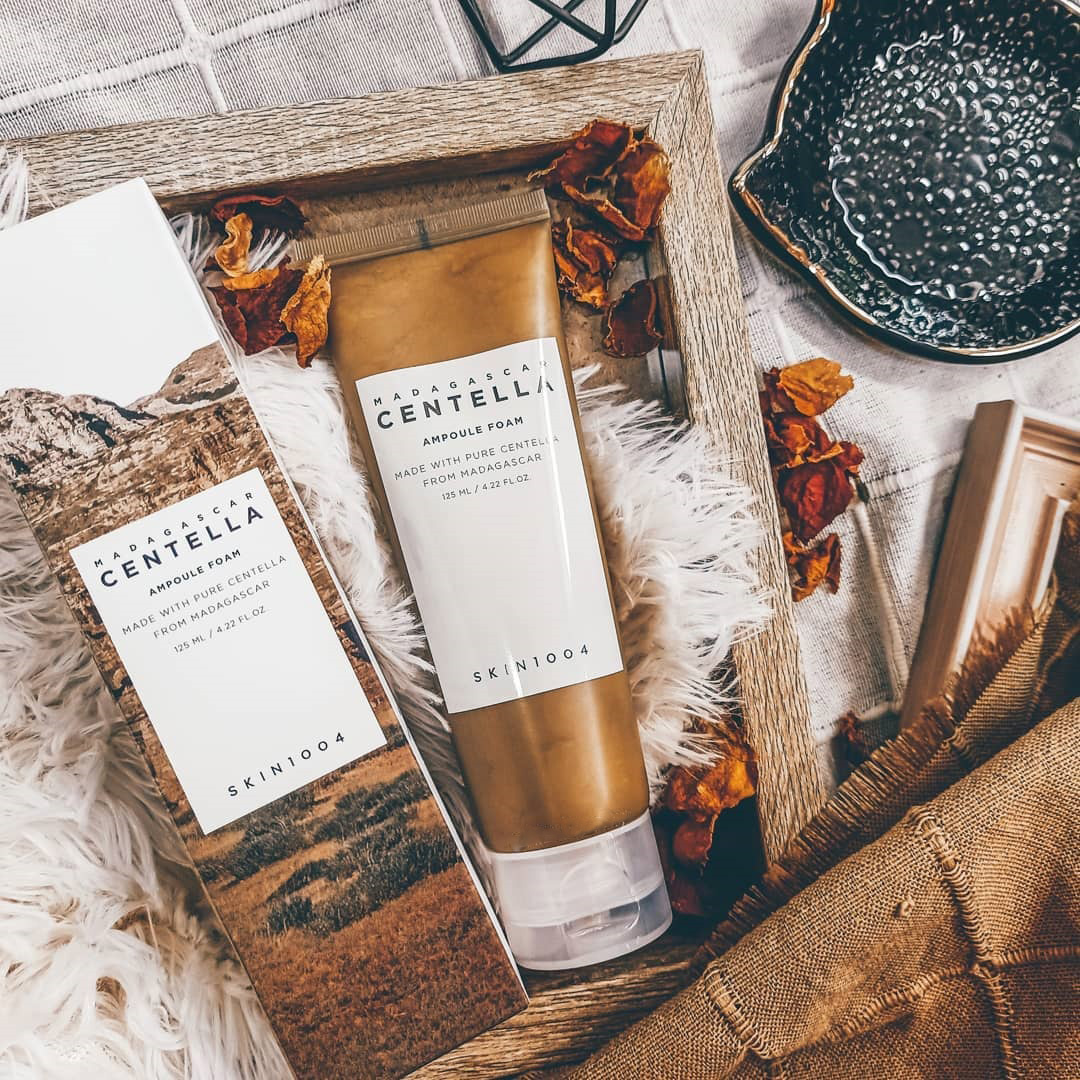 MADAGASCAR
CENTELLA
AMPOULE FOAM
MADE WITH PURE CENTELLA
FROM MADAGASCAR
125 ML / 4.22 FL.OZ.
SKIN1004
MADAGASCAR
CENTELLA
AMPOULE FOAM
MADE WITH PURE CENTELLA
FROM MADAGASCAR
125 ML / 4.22 FL.OZ.
SKIN1004